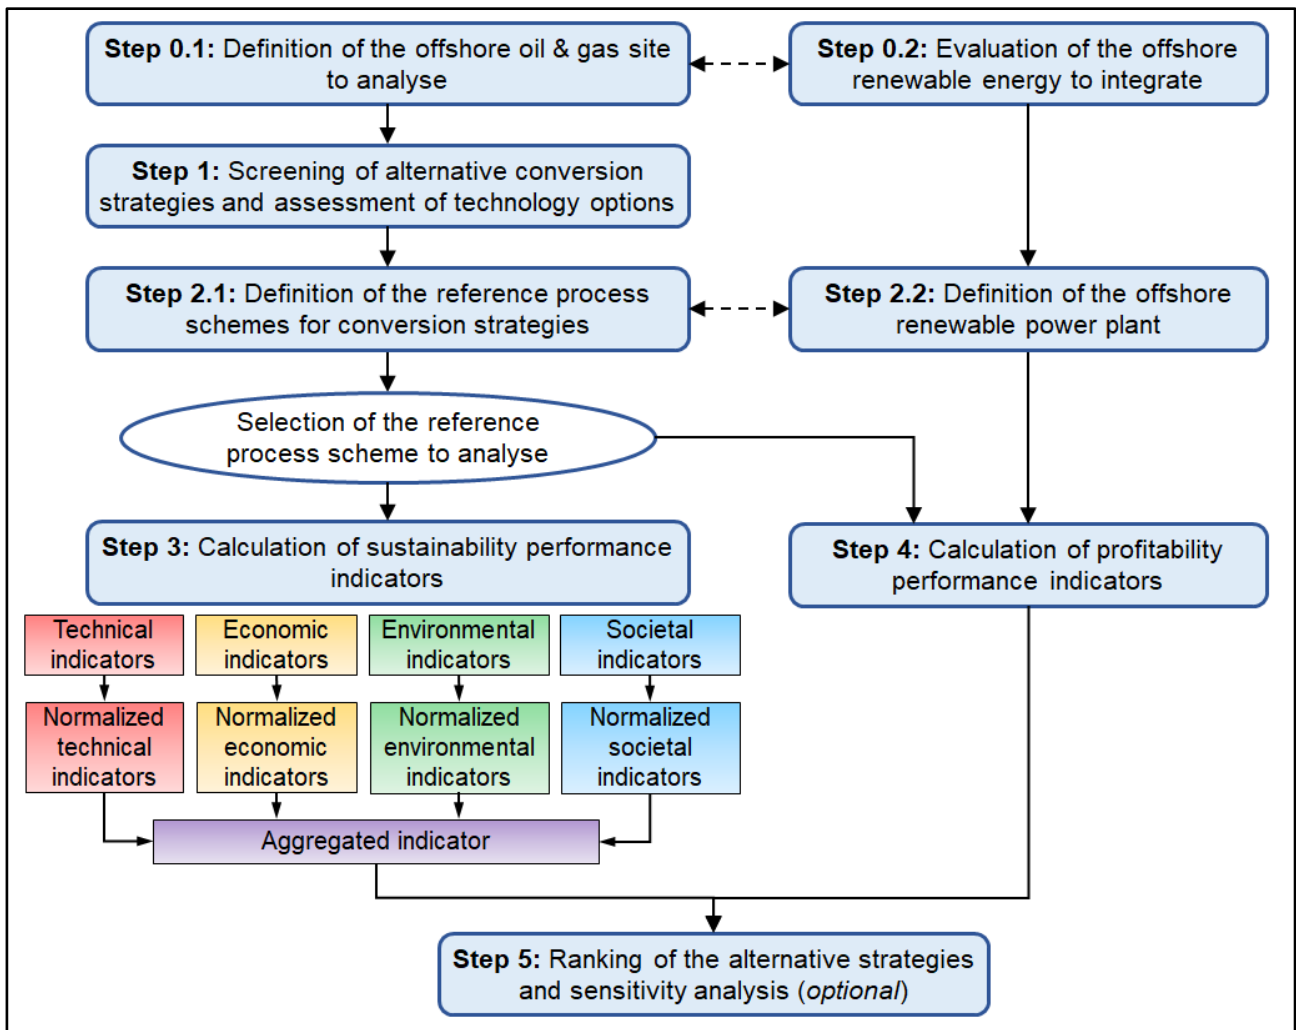 Step 0.1: Definition of the offshore oil & gas site
to analyse
Step 0.2: Evaluation of the offshore
renewable energy to integrate
Step 1: Screening of alternative conversion
strategies and assessment of technology options
Step 2.1: Definition of the reference process
schemes for conversion strategies
Step 2.2: Definition of the offshore
renewable power plant
Selection of the reference
process scheme to analyse
Step 3: Calculation of sustainability performance
indicators
Step 4: Calculation of profitability
performance indicators
Technical
indicators
Economic
indicators
Environmental
indicators
Societal
indicators
Normalized
technical
indicators
Normalized
economic
indicators
Normalized
environmental
indicators
Normalized
societal
indicators
Aggregated indicator
Step 5: Ranking of the alternative strategies
and sensitivity analysis (optional)